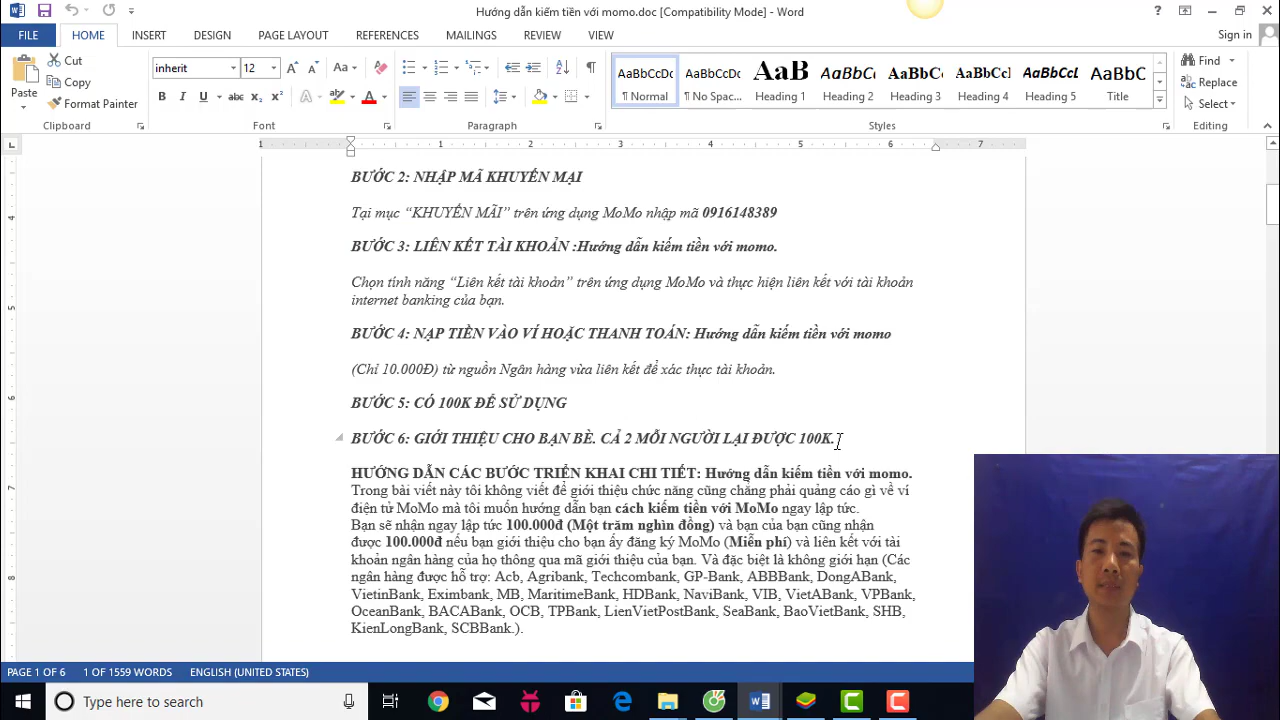 Hướng dẫn kiếm tiền với momo.doc [Compatibility Mode] - Word
FILE HOME INSERT DESIGN PAGE LAYOUT REFERENCES MAILINGS REVIEW VIEW Sign in
Paste Cut Copy Format Painter
inherit 12
AaBbCcDc AaBbCcDc AaB AaBbCcD AaBbCc AaBbCcD AaBbCcL AaBbC
¶ Normal ¶ No Spac... Heading 1 Heading 2 Heading 3 Heading 4 Heading 5 Title
Find Replace Select
Clipboard Font Paragraph Styles Editing
1 1 2 3 4 5 6 7
BƯỚC 2: NHẬP MÃ KHUYẾN MẠI
Tại mục “KHUYẾN MÃI” trên ứng dụng MoMo nhập mã 0916148389
BƯỚC 3: LIÊN KẾT TÀI KHOẢN :Hướng dẫn kiếm tiền với momo.
Chọn tính năng “Liên kết tài khoản” trên ứng dụng MoMo và thực hiện liên kết với tài khoản
internet banking của bạn.
BƯỚC 4: NẠP TIỀN VÀO VÍ HOẶC THANH TOÁN: Hướng dẫn kiếm tiền với momo
(Chỉ 10.000Đ) từ nguồn Ngân hàng vừa liên kết để xác thực tài khoản.
BƯỚC 5: CÓ 100K ĐỂ SỬ DỤNG
BƯỚC 6: GIỚI THIỆU CHO BẠN BÈ. CẢ 2 MỖI NGƯỜI LẠI ĐƯỢC 100K.
HƯỚNG DẪN CÁC BƯỚC TRIỂN KHAI CHI TIẾT: Hướng dẫn kiếm tiền với momo.
Trong bài viết này tôi không viết để giới thiệu chức năng cũng chẳng phải quảng cáo gì về ví
điện tử MoMo mà tôi muốn hướng dẫn bạn cách kiếm tiền với MoMo ngay lập tức.
Bạn sẽ nhận ngay lập tức 100.000đ (Một trăm nghìn đồng) và bạn của bạn cũng nhận
được 100.000đ nếu bạn giới thiệu cho bạn ấy đăng ký MoMo (Miễn phí) và liên kết với tài
khoản ngân hàng của họ thông qua mã giới thiệu của bạn. Và đặc biệt là không giới hạn (Các
ngân hàng được hỗ trợ: Acb, Agribank, Techcombank, GP-Bank, ABBBank, DongABank,
VietinBank, Eximbank, MB, MaritimeBank, HDBank, NaviBank, VIB, VietABank, VPBank,
OceanBank, BACABank, OCB, TPBank, LienVietPostBank, SeaBank, BaoVietBank, SHB,
KienLongBank, SCBBank.).
4
5
6
7
8
PAGE 1 OF 6 1 OF 1559 WORDS ENGLISH (UNITED STATES)
Type here to search